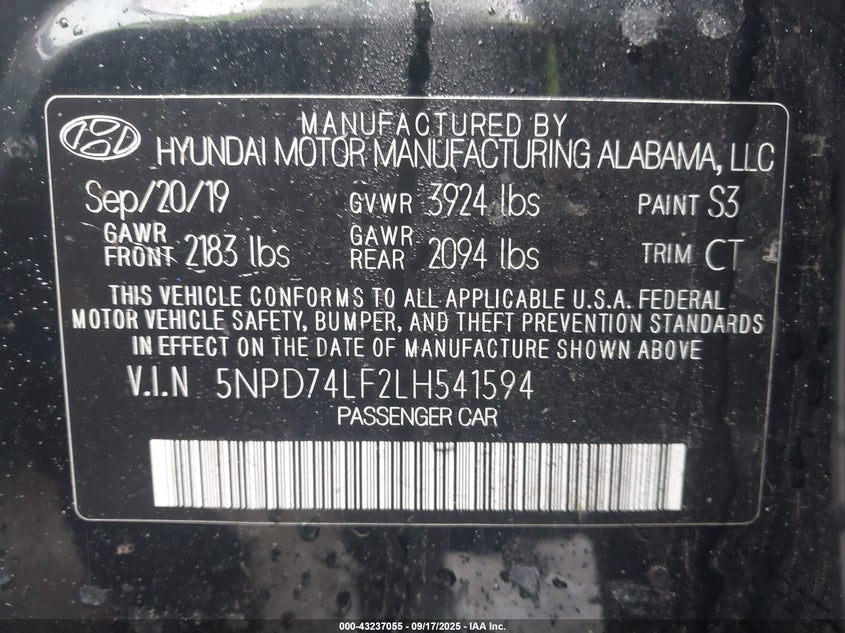 MANUFACTURED BY
HYUNDAI MOTOR MANUFACTURING ALABAMA, LLC
Sep/20/19 GVWR 3924 lbs PAINT S3
GAWR FRONT 2183 lbs GAWR REAR 2094 lbs TRIM CT
THIS VEHICLE CONFORMS TO ALL APPLICABLE U.S.A. FEDERAL
MOTOR VEHICLE SAFETY, BUMPER, AND THEFT PREVENTION STANDARDS
IN EFFECT ON THE DATE OF MANUFACTURE SHOWN ABOVE
V.I.N 5NPD74LF2LH541594
PASSENGER CAR
000-43237055 - 09/17/2025 - IAA Inc.